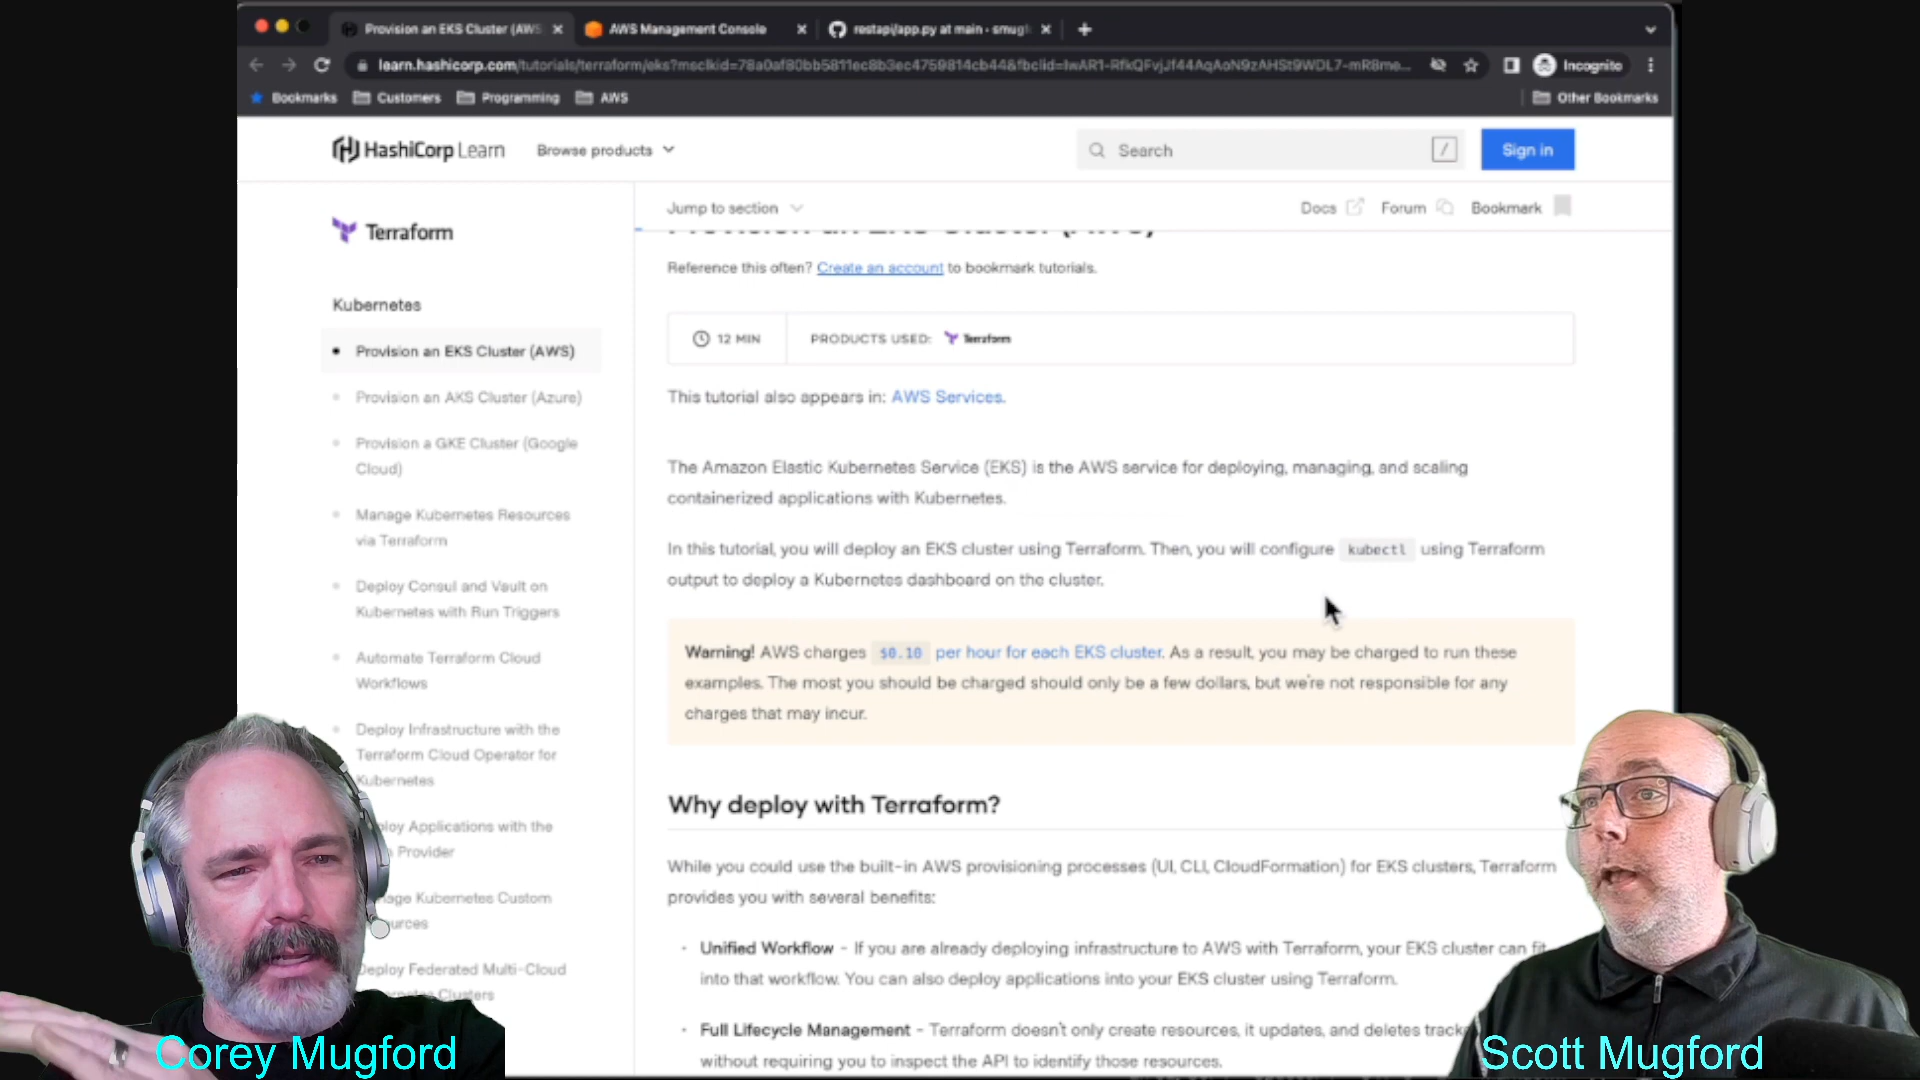 Provision an EKS Cluster (AWS
AWS Management Console
restapi/app.py at main · smugf
Incognito
Bookmarks
Customers
Programming
AWS
Other Bookmarks
HashiCorp Learn
Browse products
Search
/
Sign in
Jump to section
Docs
Forum
Bookmark
Terraform
Kubernetes
Provision an EKS Cluster (AWS)
Provision an AKS Cluster (Azure)
Provision a GKE Cluster (Google
Cloud)
Manage Kubernetes Resources
via Terraform
Deploy Consul and Vault on
Kubernetes with Run Triggers
Automate Terraform Cloud
Workflows
Deploy Infrastructure with the
Terraform Cloud Operator for
Kubernetes
ploy Applications with the
Provider
nage Kubernetes Custom
ources
Deploy Federated Multi-Cloud
ernetes Clusters
Provision an EKS Cluster (AWS)
Reference this often? Create an account to bookmark tutorials.
12 MIN
PRODUCTS USED: Terraform
This tutorial also appears in: AWS Services.
The Amazon Elastic Kubernetes Service (EKS) is the AWS service for deploying, managing, and scaling
containerized applications with Kubernetes.
In this tutorial, you will deploy an EKS cluster using Terraform. Then, you will configure kubectl using Terraform
output to deploy a Kubernetes dashboard on the cluster.
Warning! AWS charges $0.10 per hour for each EKS cluster. As a result, you may be charged to run these
examples. The most you should be charged should only be a few dollars, but we're not responsible for any
charges that may incur.
Why deploy with Terraform?
While you could use the built-in AWS provisioning processes (UI, CLI, CloudFormation) for EKS clusters, Terraform
provides you with several benefits:
Unified Workflow - If you are already deploying infrastructure to AWS with Terraform, your EKS cluster can fit
into that workflow. You can also deploy applications into your EKS cluster using Terraform.
Full Lifecycle Management - Terraform doesn't only create resources, it updates, and deletes track
without requiring you to inspect the API to identify those resources.
Corey Mugford
Scott Mugford